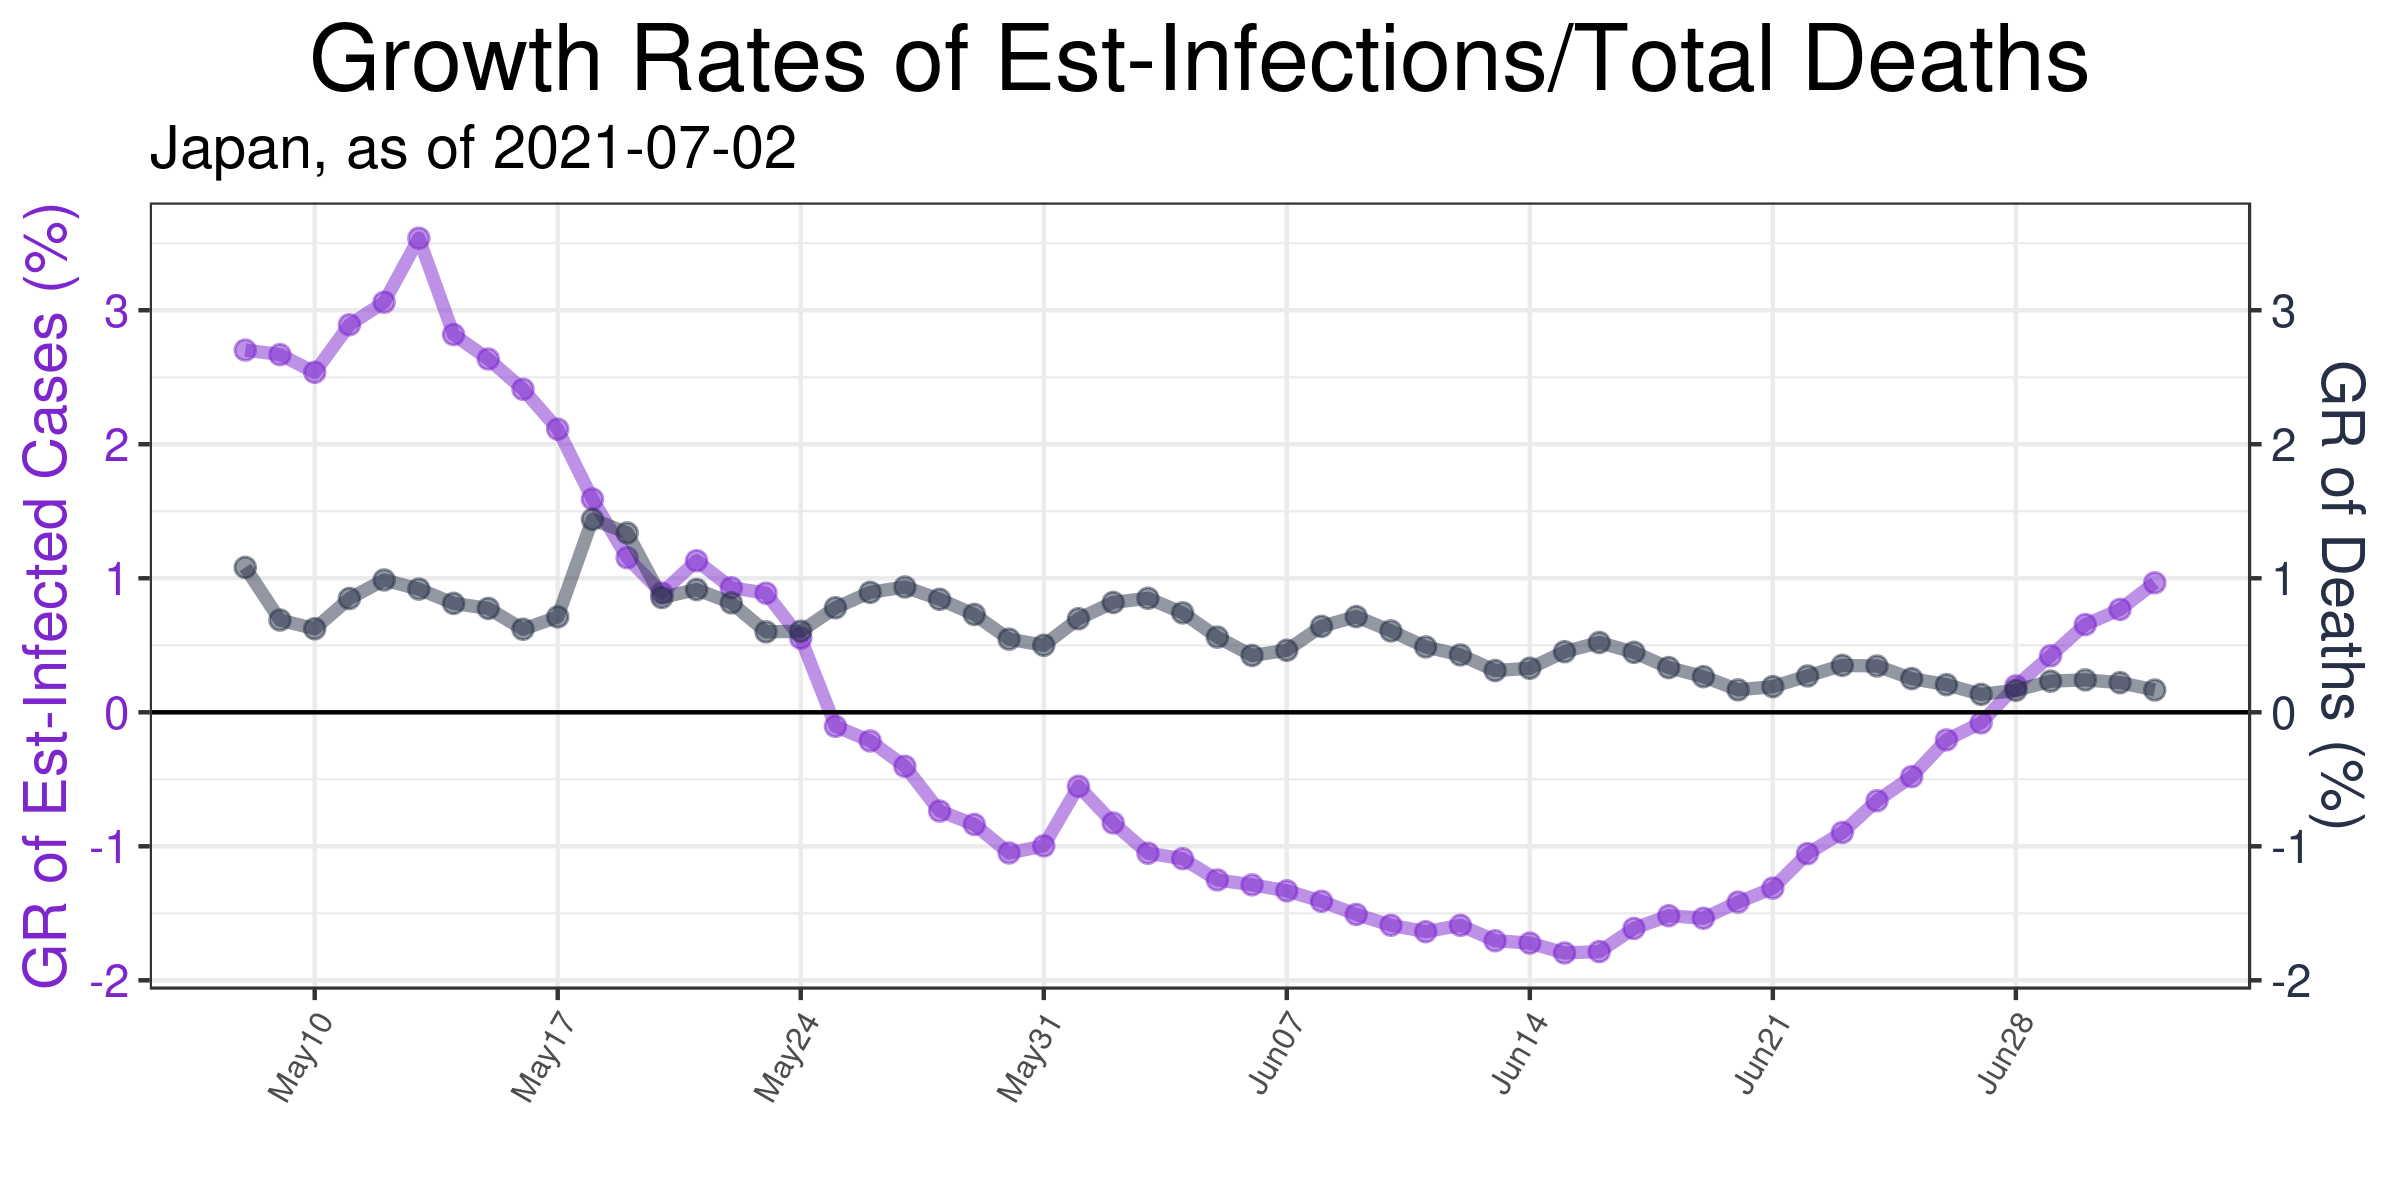 Growth Rates of Est-Infections/Total Deaths
Japan, as of 2021-07-02
GR of Est-Infected Cases (%)
3
2
1
0
-1
-2
3
2
1
0
-1
-2
GR of Deaths (%)
May10
May17
May24
May31
Jun07
Jun14
Jun21
Jun28